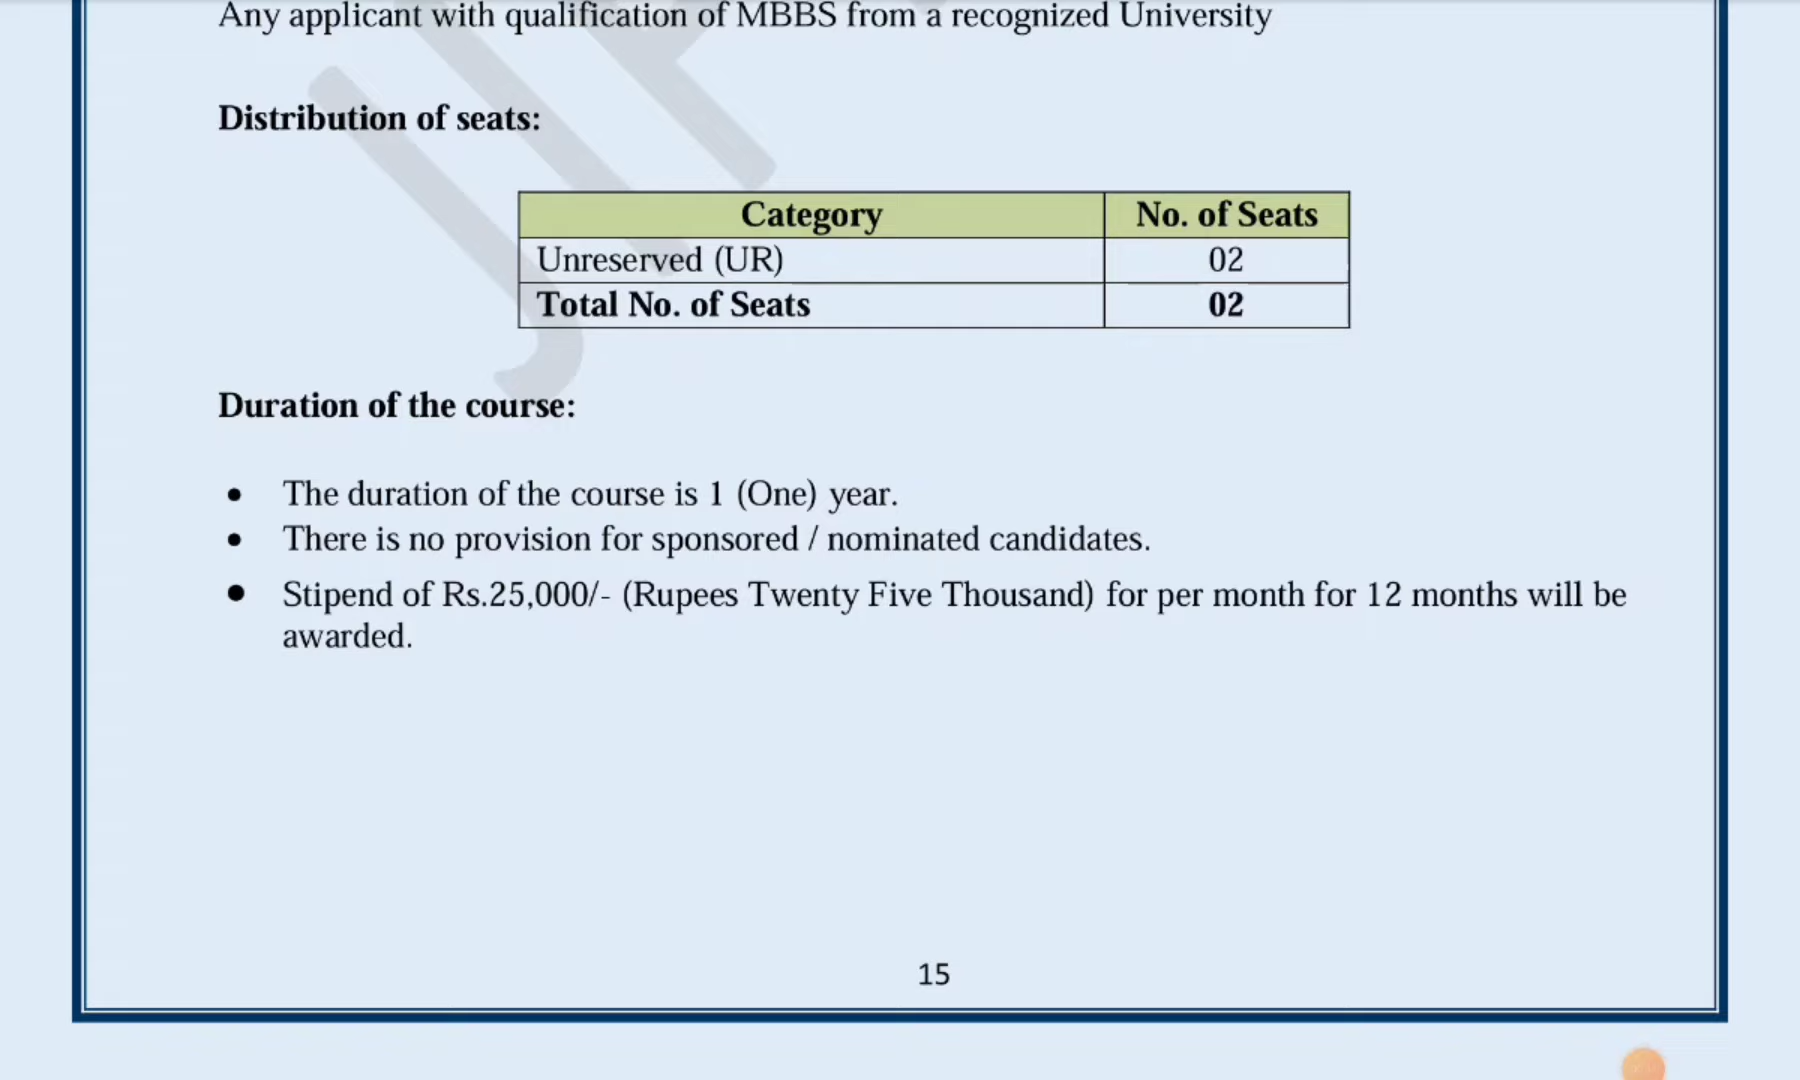 Any applicant with qualification of MBBS from a recognized University
Distribution of seats:
Category No. of Seats
Unreserved (UR) 02
Total No. of Seats 02
Duration of the course:
• The duration of the course is 1 (One) year.
• There is no provision for sponsored / nominated candidates.
• Stipend of Rs.25,000/- (Rupees Twenty Five Thousand) for per month for 12 months will be
awarded.
15